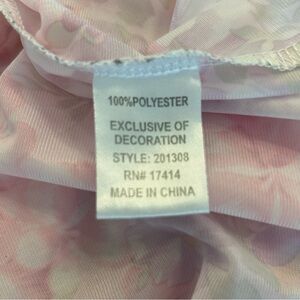 100%POLYESTER
EXCLUSIVE OF
DECORATION
STYLE: 201308
RN# 17414
MADE IN CHINA